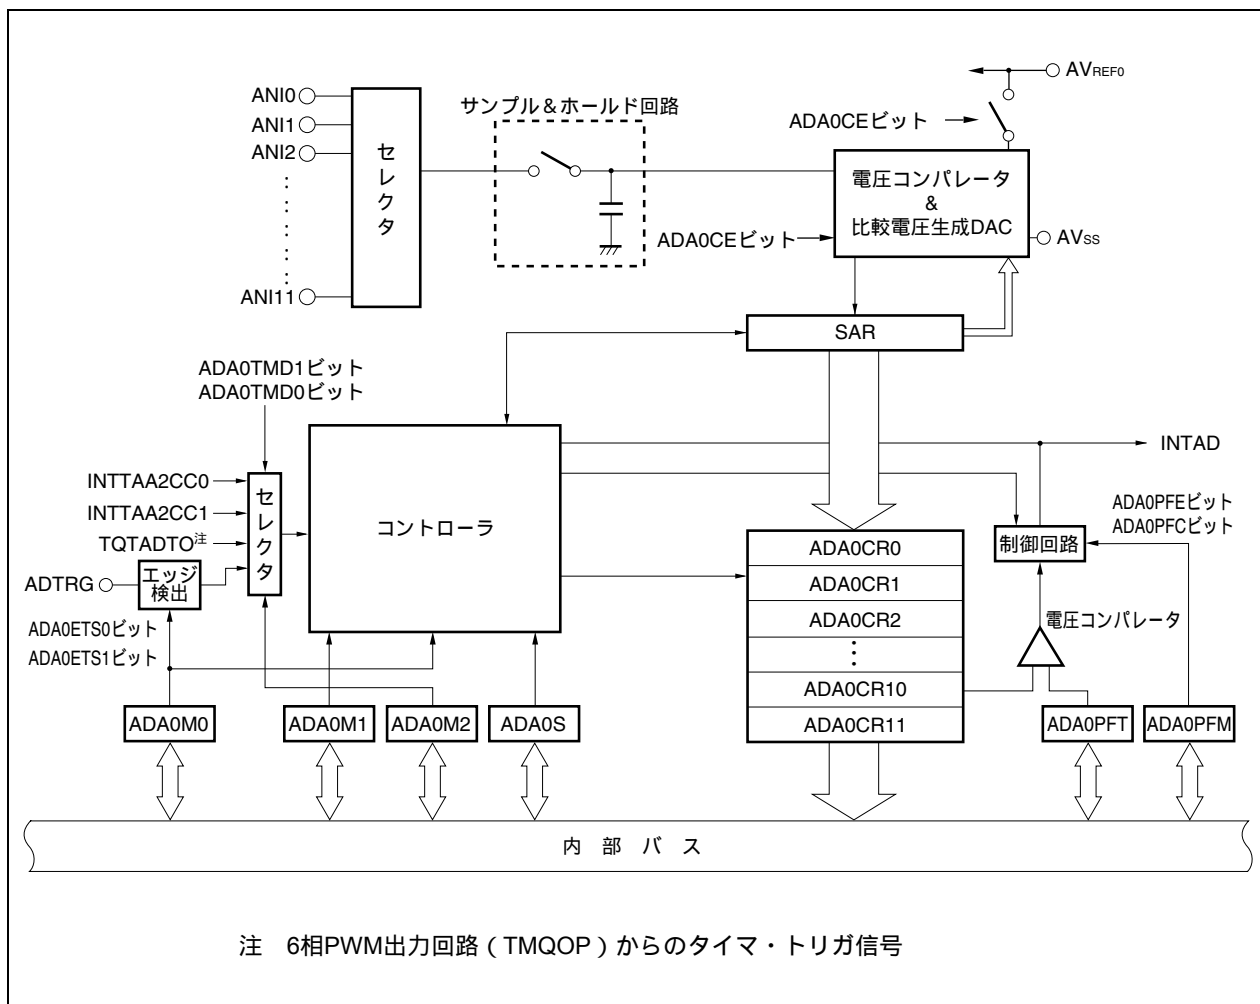 ANI0
ANI1
ANI2
ANI11
セレクタ
サンプル＆ホールド回路
ADA0CEビット
AVREF0
電圧コンパレータ
&
比較電圧生成DAC
ADA0CEビット
AVSS
SAR
ADA0TMD1ビット
ADA0TMD0ビット
INTTAA2CC0
INTTAA2CC1
TQTADTO注
ADTRG
エッジ
検出
セレクタ
コントローラ
ADA0ETS0ビット
ADA0ETS1ビット
INTAD
ADA0PFEビット
ADA0PFCビット
制御回路
電圧コンパレータ
ADA0CR0
ADA0CR1
ADA0CR2
ADA0CR10
ADA0CR11
ADA0M0
ADA0M1
ADA0M2
ADA0S
ADA0PFT
ADA0PFM
内 部 バ ス
注　6相PWM出力回路（TMQOP）からのタイマ・トリガ信号